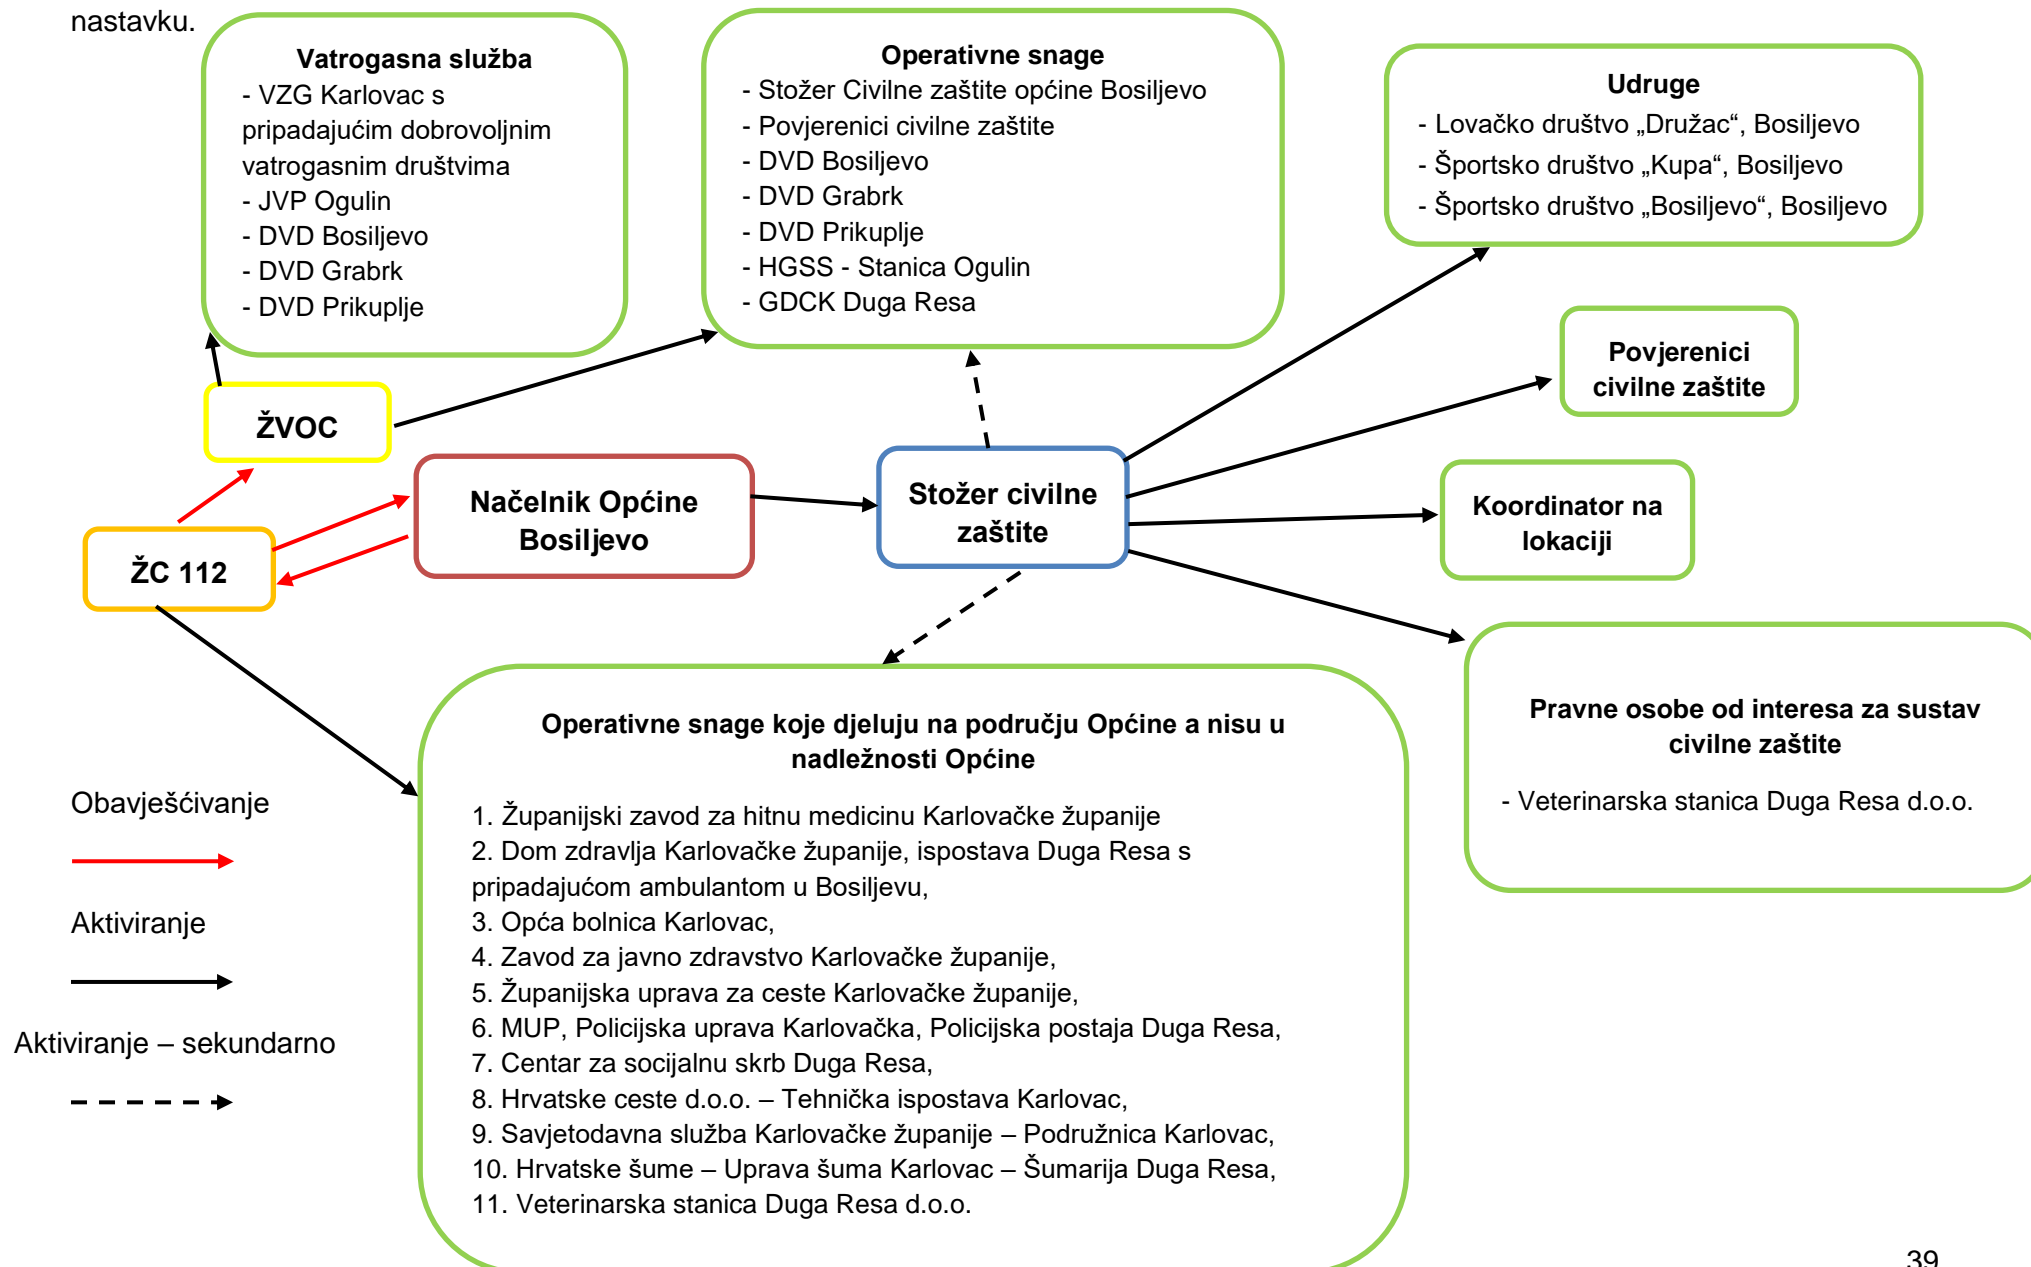 nastavku.
Vatrogasna služba
- VZG Karlovac s
pripadajućim dobrovoljnim
vatrogasnim društvima
- JVP Ogulin
- DVD Bosiljevo
- DVD Grabrk
- DVD Prikuplje
Operativne snage
- Stožer Civilne zaštite općine Bosiljevo
- Povjerenici civilne zaštite
- DVD Bosiljevo
- DVD Grabrk
- DVD Prikuplje
- HGSS - Stanica Ogulin
- GDCK Duga Resa
Udruge
- Lovačko društvo „Družac“, Bosiljevo
- Športsko društvo „Kupa“, Bosiljevo
- Športsko društvo „Bosiljevo“, Bosiljevo
Povjerenici
civilne zaštite
ŽVOC
Načelnik Općine
Bosiljevo
Stožer civilne
zaštite
Koordinator na
lokaciji
ŽC 112
Operativne snage koje djeluju na području Općine a nisu u
nadležnosti Općine
1. Županijski zavod za hitnu medicinu Karlovačke županije
2. Dom zdravlja Karlovačke županije, ispostava Duga Resa s
pripadajućom ambulantom u Bosiljevu,
3. Opća bolnica Karlovac,
4. Zavod za javno zdravstvo Karlovačke županije,
5. Županijska uprava za ceste Karlovačke županije,
6. MUP, Policijska uprava Karlovačka, Policijska postaja Duga Resa,
7. Centar za socijalnu skrb Duga Resa,
8. Hrvatske ceste d.o.o. – Tehnička ispostava Karlovac,
9. Savjetodavna služba Karlovačke županije – Podružnica Karlovac,
10. Hrvatske šume – Uprava šuma Karlovac – Šumarija Duga Resa,
11. Veterinarska stanica Duga Resa d.o.o.
Pravne osobe od interesa za sustav
civilne zaštite
- Veterinarska stanica Duga Resa d.o.o.
Obavješćivanje
Aktiviranje
Aktiviranje – sekundarno
39